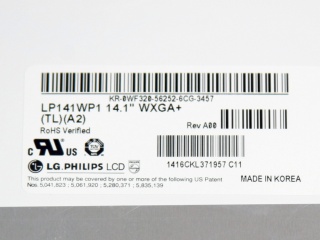 KR-0WF320-56252-6CG-3457
LP141WP1 14.1" WXGA+
(TL)(A2)
Rev A00
RoHS Verified
c RU US
LG.PHILIPS LCD
1416CKL371957 C11
This product may be covered by one or more of the following US Patent
Nos; 5,041,823 ; 5,061,920 ; 5,280,371 ; 5,835,139
MADE IN KOREA